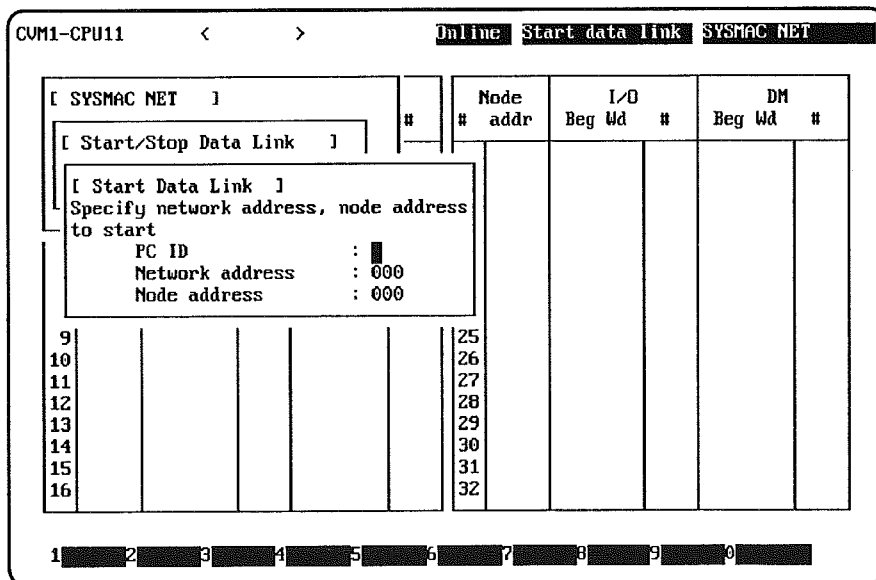 CVM1-CPU11 < > Online Start data link SYSMAC NET
[ SYSMAC NET ]
[ Start/Stop Data Link ]
[ Start Data Link ]
Specify network address, node address
to start
PC ID :
Network address : 000
Node address : 000
#
9
10
11
12
13
14
15
16
Node I/O DM
# addr Beg Wd # Beg Wd #
25
26
27
28
29
30
31
32
1 2 3 4 5 6 7 8 9 0